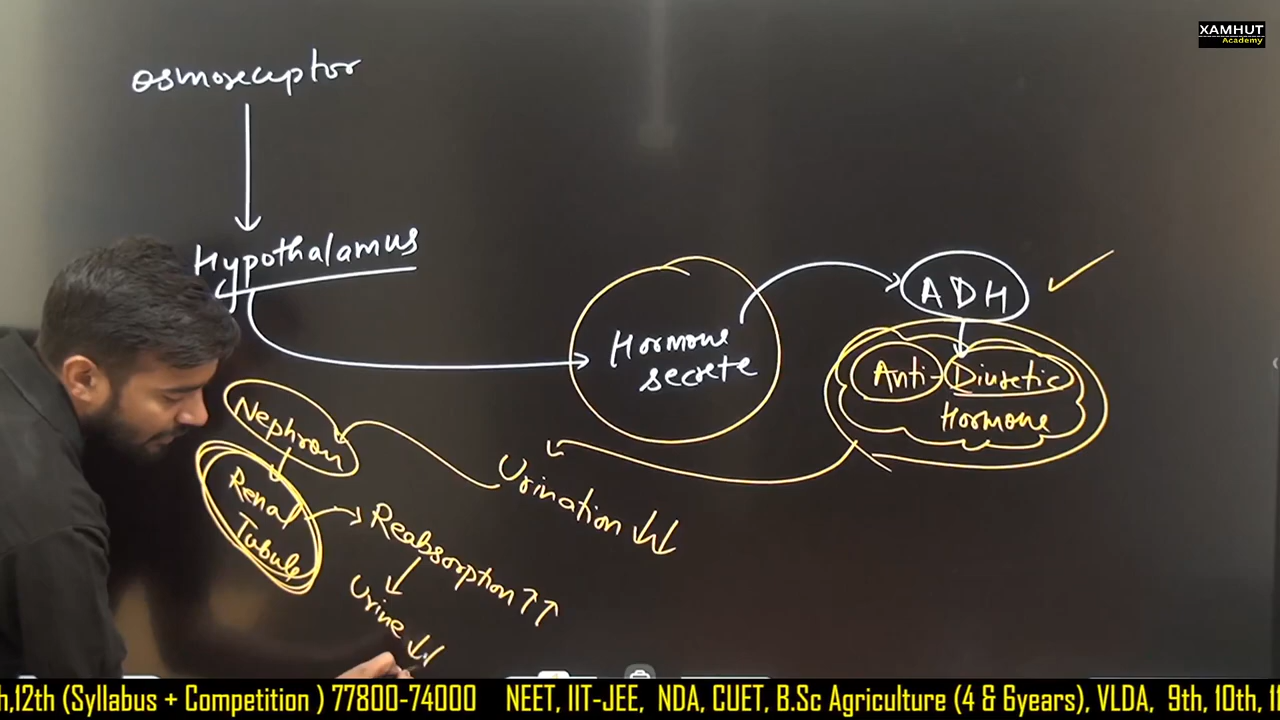 XAMHUT
Academy
osmoreceptor
Hypothalamus
Hormone
secrete
ADH
Anti-Diuretic
Hormone
Nephron
Renal
Tubule
Urination ↓↓
Reabsorption ↑↑
Urine ↓↓
h,12th (Syllabus + Competition ) 77800-74000 NEET, IIT-JEE, NDA, CUET, B.Sc Agriculture (4 & 6years), VLDA, 9th, 10th, 1